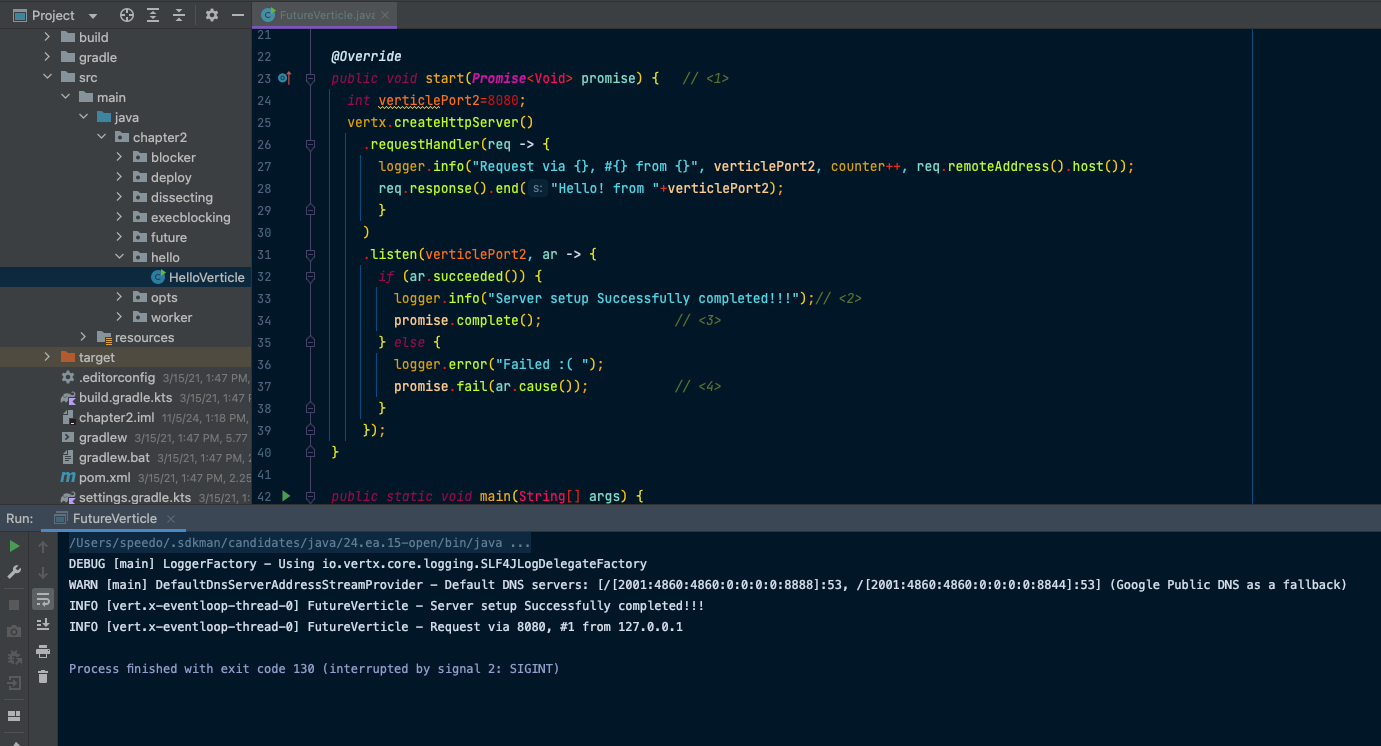 Project
FutureVerticle.java
build
gradle
src
main
java
chapter2
blocker
deploy
dissecting
execblocking
future
hello
HelloVerticle
opts
worker
resources
target
.editorconfig 3/15/21, 1:47 PM,
build.gradle.kts 3/15/21, 1:47
chapter2.iml 11/5/24, 1:18 PM,
gradlew 3/15/21, 1:47 PM, 5.77
gradlew.bat 3/15/21, 1:47 PM, 2
pom.xml 3/15/21, 1:47 PM, 2.25
settings.gradle.kts 3/15/21, 1:
21
22 @Override
23 public void start(Promise<Void> promise) { // <1>
24 int verticlePort2=8080;
25 vertx.createHttpServer()
26 .requestHandler(req -> {
27 logger.info("Request via {}, #{} from {}", verticlePort2, counter++, req.remoteAddress().host());
28 req.response().end( s: "Hello! from "+verticlePort2);
29 }
30 )
31 .listen(verticlePort2, ar -> {
32 if (ar.succeeded()) {
33 logger.info("Server setup Successfully completed!!!");// <2>
34 promise.complete(); // <3>
35 } else {
36 logger.error("Failed :( ");
37 promise.fail(ar.cause()); // <4>
38 }
39 });
40 }
41
42 public static void main(String[] args) {
Run: FutureVerticle
/Users/speedo/.sdkman/candidates/java/24.ea.15-open/bin/java ...
DEBUG [main] LoggerFactory - Using io.vertx.core.logging.SLF4JLogDelegateFactory
WARN [main] DefaultDnsServerAddressStreamProvider - Default DNS servers: [/[2001:4860:4860:0:0:0:0:8888]:53, /[2001:4860:4860:0:0:0:0:8844]:53] (Google Public DNS as a fallback)
INFO [vert.x-eventloop-thread-0] FutureVerticle - Server setup Successfully completed!!!
INFO [vert.x-eventloop-thread-0] FutureVerticle - Request via 8080, #1 from 127.0.0.1
Process finished with exit code 130 (interrupted by signal 2: SIGINT)